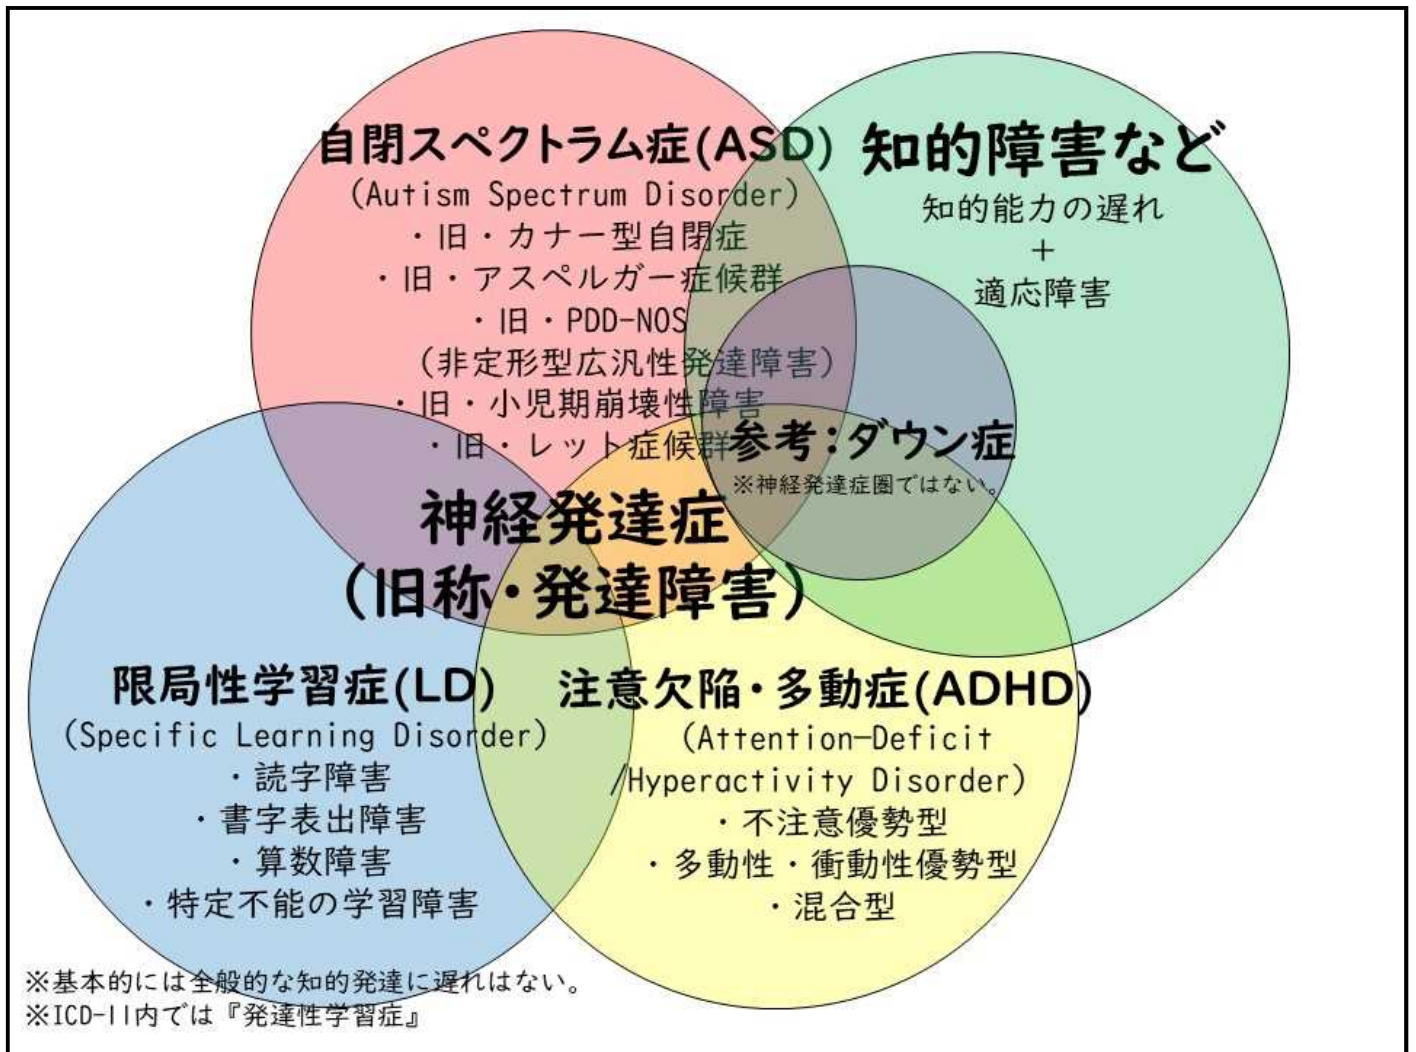 自閉スペクトラム症(ASD)
(Autism Spectrum Disorder)
・旧・カナー型自閉症
・旧・アスペルガー症候群
・旧・PDD-NOS
(非定形型広汎性発達障害)
・旧・小児期崩壊性障害
・旧・レット症候群
知的障害など
知的能力の遅れ
+
適応障害
参考:ダウン症
※神経発達症圏ではない。
神経発達症
(旧称・発達障害)
限局性学習症(LD)
(Specific Learning Disorder)
・読字障害
・書字表出障害
・算数障害
・特定不能の学習障害
注意欠陥・多動症(ADHD)
(Attention-Deficit
/Hyperactivity Disorder)
・不注意優勢型
・多動性・衝動性優勢型
・混合型
※基本的には全般的な知的発達に遅れはない。
※ICD-11内では『発達性学習症』